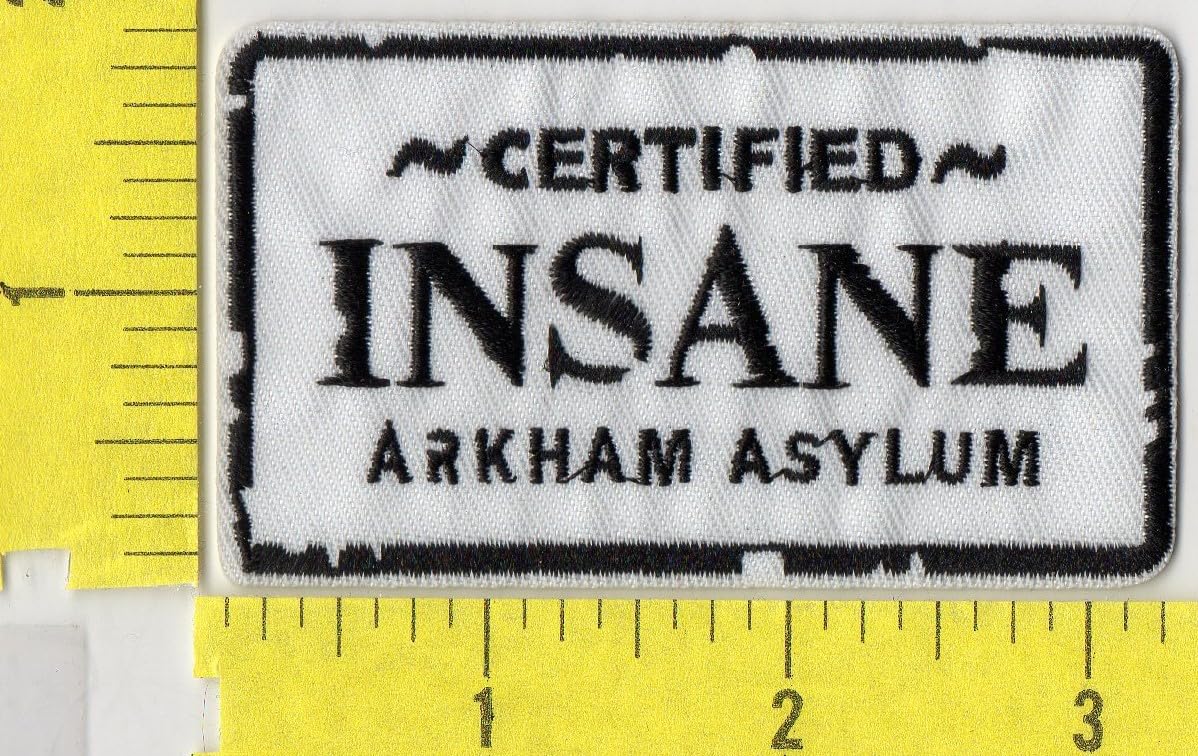 ~CERTIFIED~
INSANE
ARKHAM ASYLUM
1
1 2 3